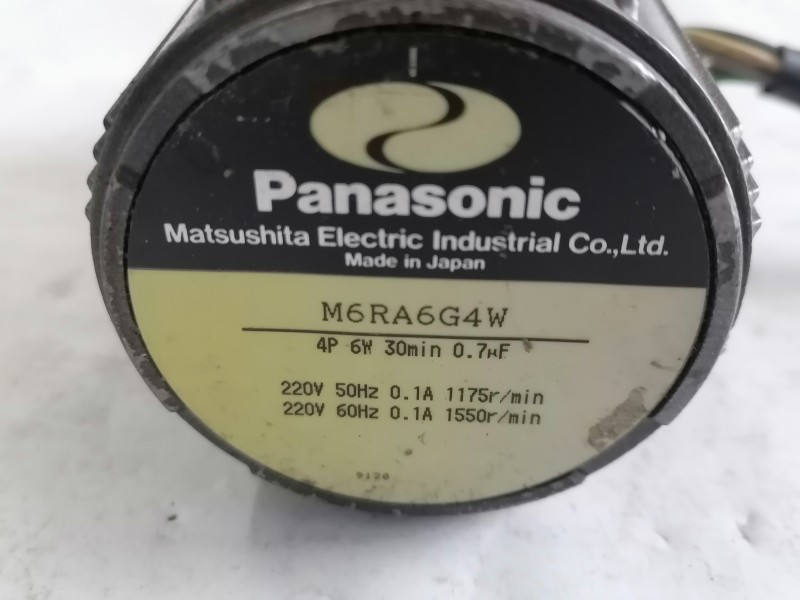 Panasonic
Matsushita Electric Industrial Co.,Ltd.
Made in Japan
M6RA6G4W
4P 6W 30min 0.7μF
220V 50Hz 0.1A 1175r/min
220V 60Hz 0.1A 1550r/min
9120